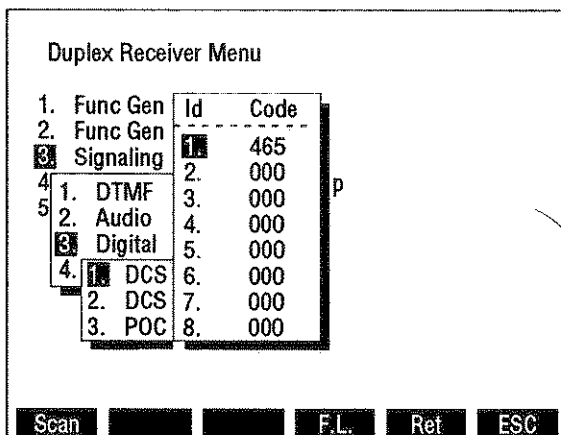 Duplex Receiver Menu
1. Func Gen
2. Func Gen
3. Signaling
4
5
p
1. DTMF
2. Audio
3. Digital
4.
1. DCS
2. DCS
3. POC
Id Code
1. 465
2. 000
3. 000
4. 000
5. 000
6. 000
7. 000
8. 000
Scan F.L. Ret ESC